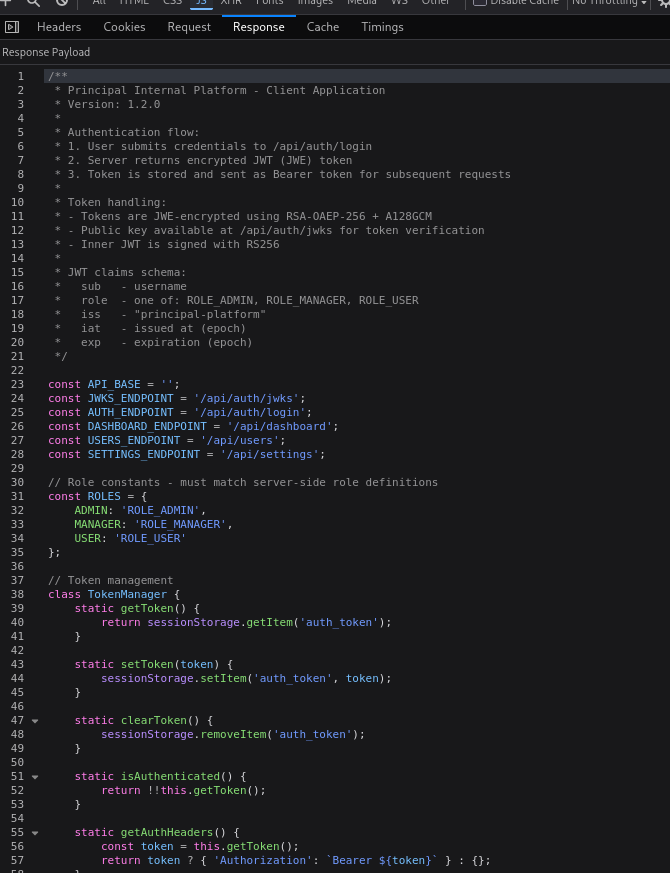 All HTML CSS JS XHR Fonts Images Media WS Other Disable Cache No Throttling
Headers Cookies Request Response Cache Timings
Response Payload
1 /**
2  * Principal Internal Platform - Client Application
3  * Version: 1.2.0
4  *
5  * Authentication flow:
6  * 1. User submits credentials to /api/auth/login
7  * 2. Server returns encrypted JWT (JWE) token
8  * 3. Token is stored and sent as Bearer token for subsequent requests
9  *
10  * Token handling:
11  * - Tokens are JWE-encrypted using RSA-OAEP-256 + A128GCM
12  * - Public key available at /api/auth/jwks for token verification
13  * - Inner JWT is signed with RS256
14  *
15  * JWT claims schema:
16  *   sub   - username
17  *   role  - one of: ROLE_ADMIN, ROLE_MANAGER, ROLE_USER
18  *   iss   - "principal-platform"
19  *   iat   - issued at (epoch)
20  *   exp   - expiration (epoch)
21  */
22
23 const API_BASE = '';
24 const JWKS_ENDPOINT = '/api/auth/jwks';
25 const AUTH_ENDPOINT = '/api/auth/login';
26 const DASHBOARD_ENDPOINT = '/api/dashboard';
27 const USERS_ENDPOINT = '/api/users';
28 const SETTINGS_ENDPOINT = '/api/settings';
29
30 // Role constants - must match server-side role definitions
31 const ROLES = {
32     ADMIN: 'ROLE_ADMIN',
33     MANAGER: 'ROLE_MANAGER',
34     USER: 'ROLE_USER'
35 };
36
37 // Token management
38 class TokenManager {
39     static getToken() {
40         return sessionStorage.getItem('auth_token');
41     }
42
43     static setToken(token) {
44         sessionStorage.setItem('auth_token', token);
45     }
46
47     static clearToken() {
48         sessionStorage.removeItem('auth_token');
49     }
50
51     static isAuthenticated() {
52         return !!this.getToken();
53     }
54
55     static getAuthHeaders() {
56         const token = this.getToken();
57         return token ? { 'Authorization': `Bearer ${token}` } : {};
58     }